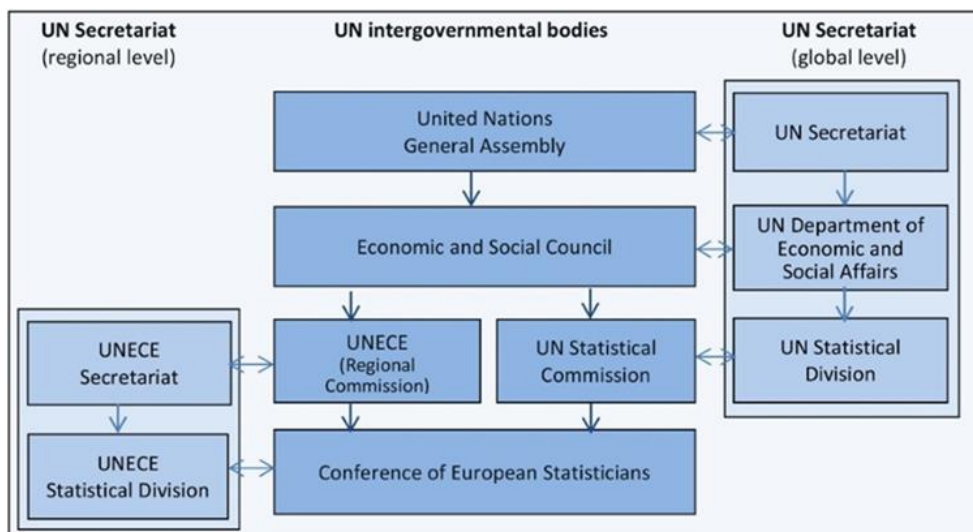 UN Secretariat
(regional level)
UN intergovernmental bodies
UN Secretariat
(global level)
United Nations
General Assembly
UN Secretariat
Economic and Social Council
UN Department of
Economic and
Social Affairs
UNECE
Secretariat
UNECE
(Regional
Commission)
UN Statistical
Commission
UN Statistical
Division
UNECE
Statistical Division
Conference of European Statisticians